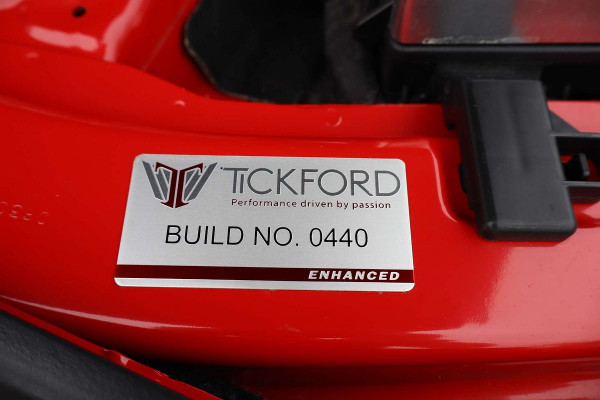 TICKFORD
Performance driven by passion
BUILD NO. 0440
ENHANCED